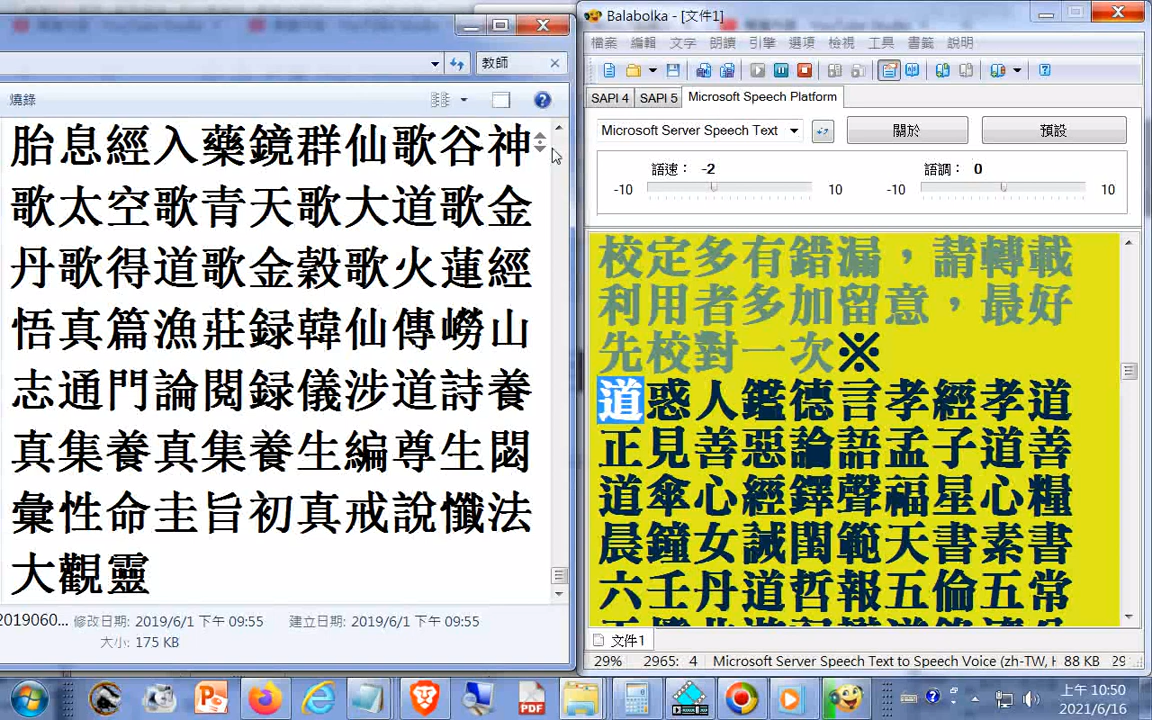 教師
燒錄
胎息經入藥鏡群仙歌谷神
歌太空歌青天歌大道歌金
丹歌得道歌金穀歌火蓮經
悟真篇漁莊録韓仙傳嶗山
志通門論閱録儀涉道詩養
真集養真集養生編尊生閟
彙性命圭旨初真戒說懺法
大觀靈
2019060... 修改日期: 2019/6/1 下午 09:55 建立日期: 2019/6/1 下午 09:55
大小: 175 KB
Balabolka - [文件1]
檔案 編輯 文字 朗讀 引擎 選項 檢視 工具 書籤 說明
SAPI 4 SAPI 5 Microsoft Speech Platform
Microsoft Server Speech Text 關於 預設
語速： -2 語調： 0
-10 10 -10 10
校定多有錯漏，請轉載
利用者多加留意，最好
先校對一次※
道惑人鑑德言孝經孝道
正見善惡論語孟子道善
道傘心經鐸聲福星心糧
晨鐘女誡閨範天書素書
六壬丹道哲報五倫五常
文件1
29% 2965: 4 Microsoft Server Speech Text to Speech Voice (zh-TW, H 88 KB 29
上午 10:50
2021/6/16